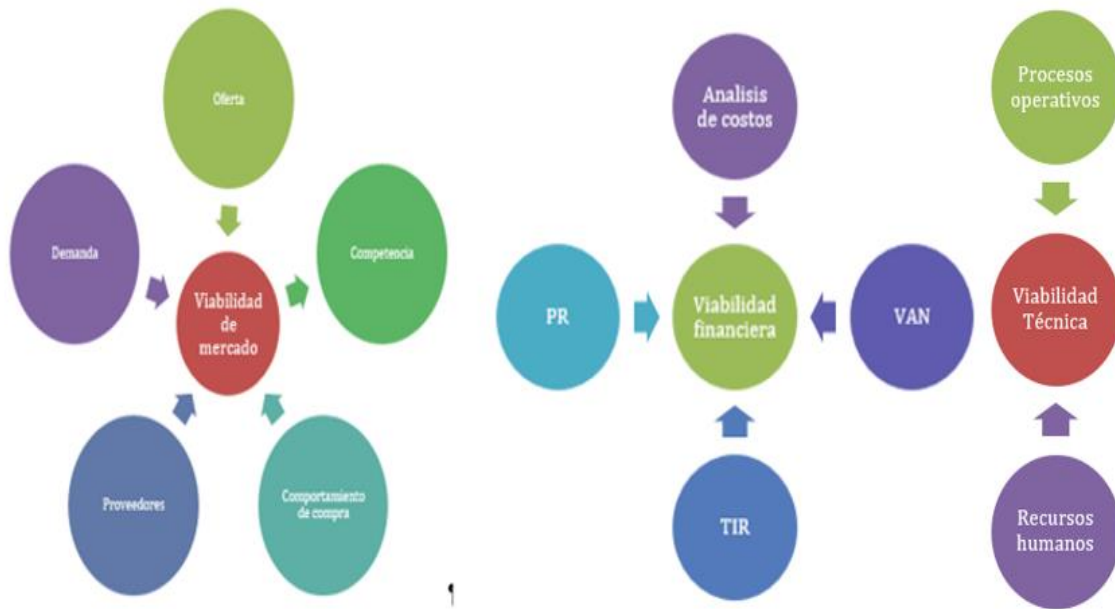 Oferta
Demanda
Competencia
Viabilidad
de
mercado
Proveedores
Comportamiento
de compra
¶
Analisis
de costos
PR
Viabilidad
financiera
VAN
TIR
Procesos
operativos
Viabilidad
Técnica
Recursos
humanos